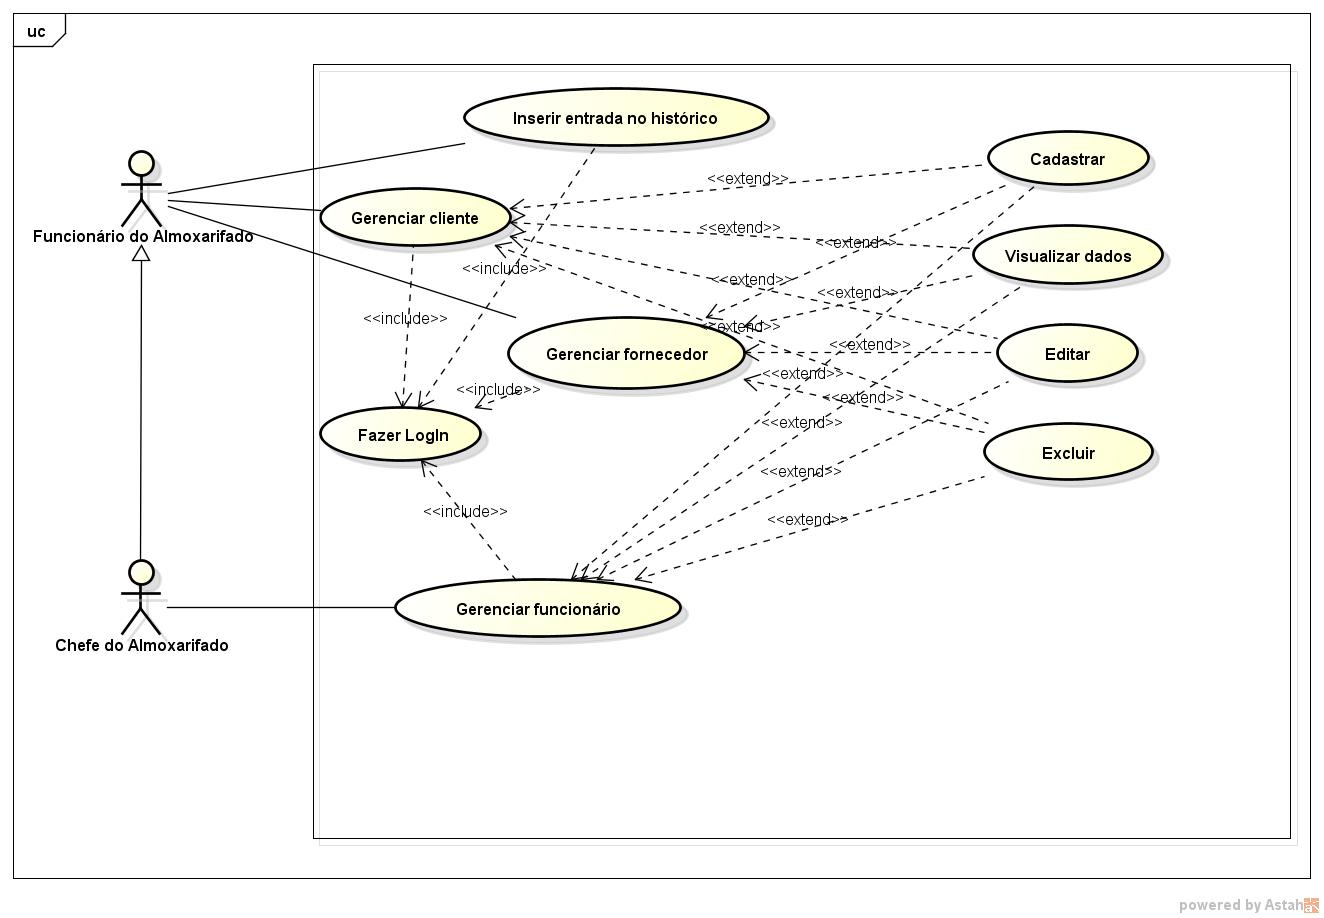 uc
Inserir entrada no histórico
Cadastrar
<<extend>>
Gerenciar cliente
<<extend>>
Funcionário do Almoxarifado
<<extend>>
Visualizar dados
<<include>>
<<extend>>
<<extend>>
<<include>>
<<extend>>
<<extend>>
Gerenciar fornecedor
Editar
<<extend>>
<<include>>
<<extend>>
<<extend>>
Fazer LogIn
Excluir
<<extend>>
<<include>>
<<extend>>
Gerenciar funcionário
Chefe do Almoxarifado
powered by Astah